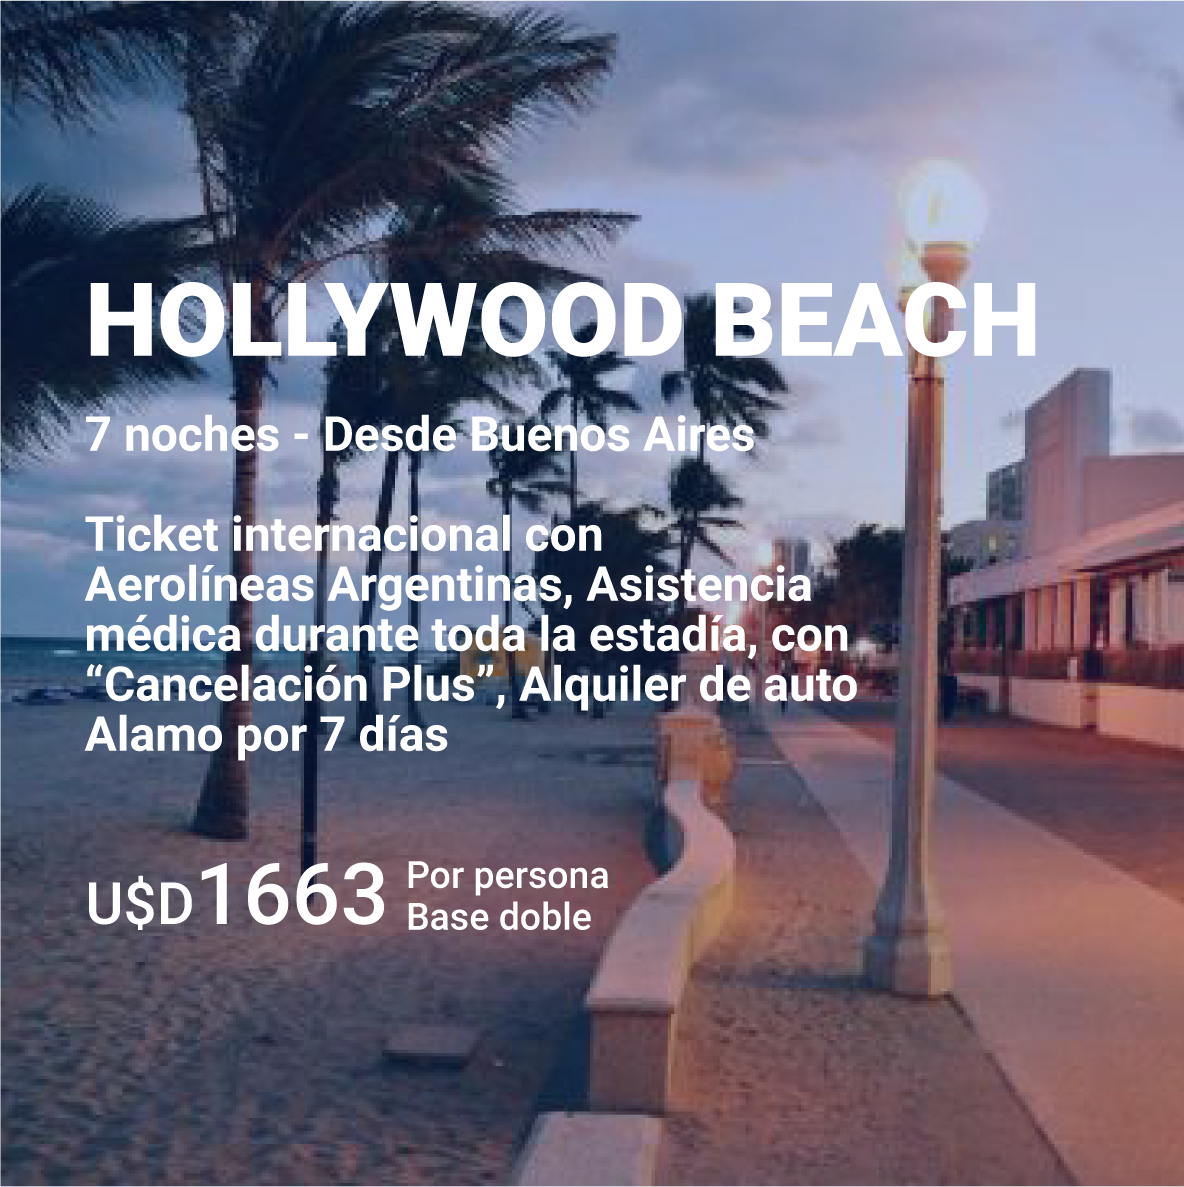 HOLLYWOOD BEACH
7 noches - Desde Buenos Aires
Ticket internacional con
Aerolíneas Argentinas, Asistencia
médica durante toda la estadía, con
“Cancelación Plus”, Alquiler de auto
Alamo por 7 días
U$D1663 Por persona
Base doble